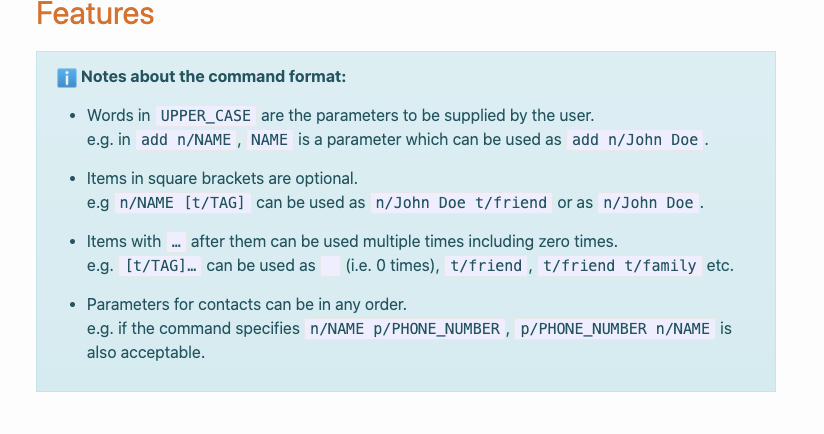 Features
ℹ️ Notes about the command format:
• Words in UPPER_CASE are the parameters to be supplied by the user.
e.g. in add n/NAME , NAME is a parameter which can be used as add n/John Doe .
• Items in square brackets are optional.
e.g n/NAME [t/TAG] can be used as n/John Doe t/friend or as n/John Doe .
• Items with … after them can be used multiple times including zero times.
e.g. [t/TAG]… can be used as (i.e. 0 times), t/friend , t/friend t/family etc.
• Parameters for contacts can be in any order.
e.g. if the command specifies n/NAME p/PHONE_NUMBER , p/PHONE_NUMBER n/NAME is
also acceptable.